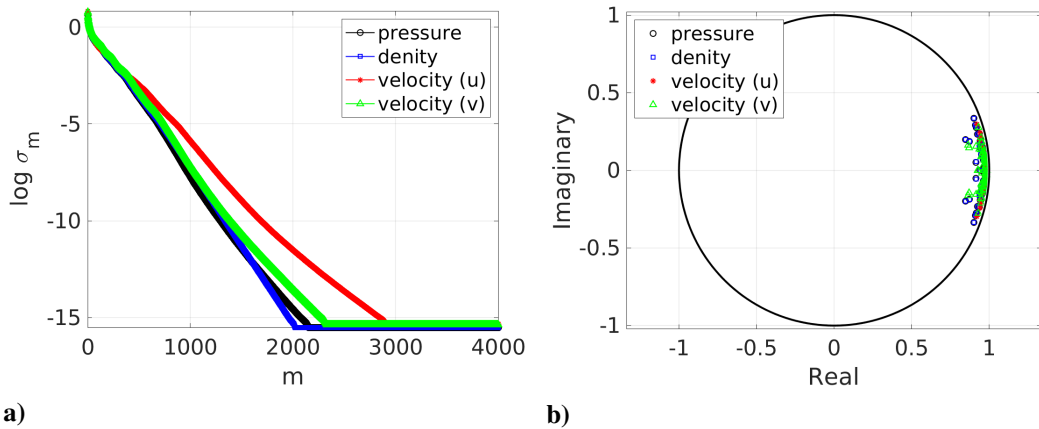 0
-5
-10
-15
0
1000
2000
3000
4000
log σm
m
pressure
denity
velocity (u)
velocity (v)
a)
1
0.5
0
-0.5
-1
-1
-0.5
0
0.5
1
Imaginary
Real
pressure
denity
velocity (u)
velocity (v)
b)